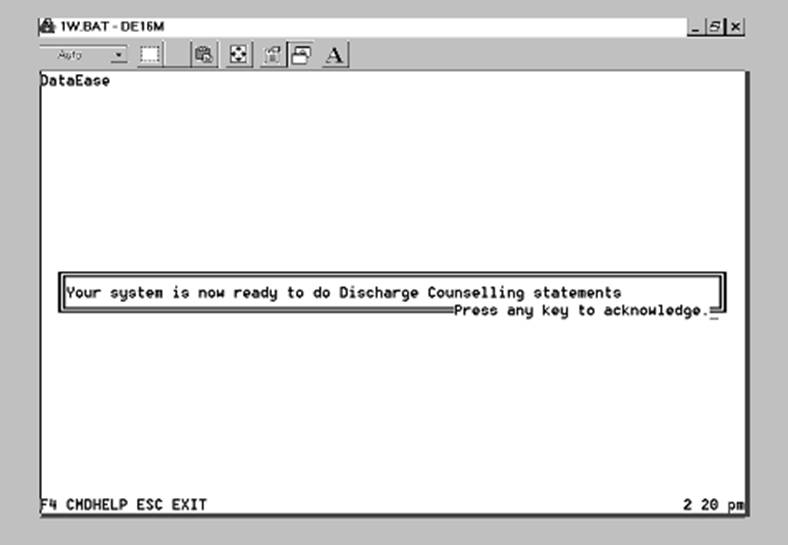 1W.BAT - DE16M
Auto
A
DataEase
Your system is now ready to do Discharge Counselling statements
Press any key to acknowledge._
F4 CMDHELP ESC EXIT 2 20 pm